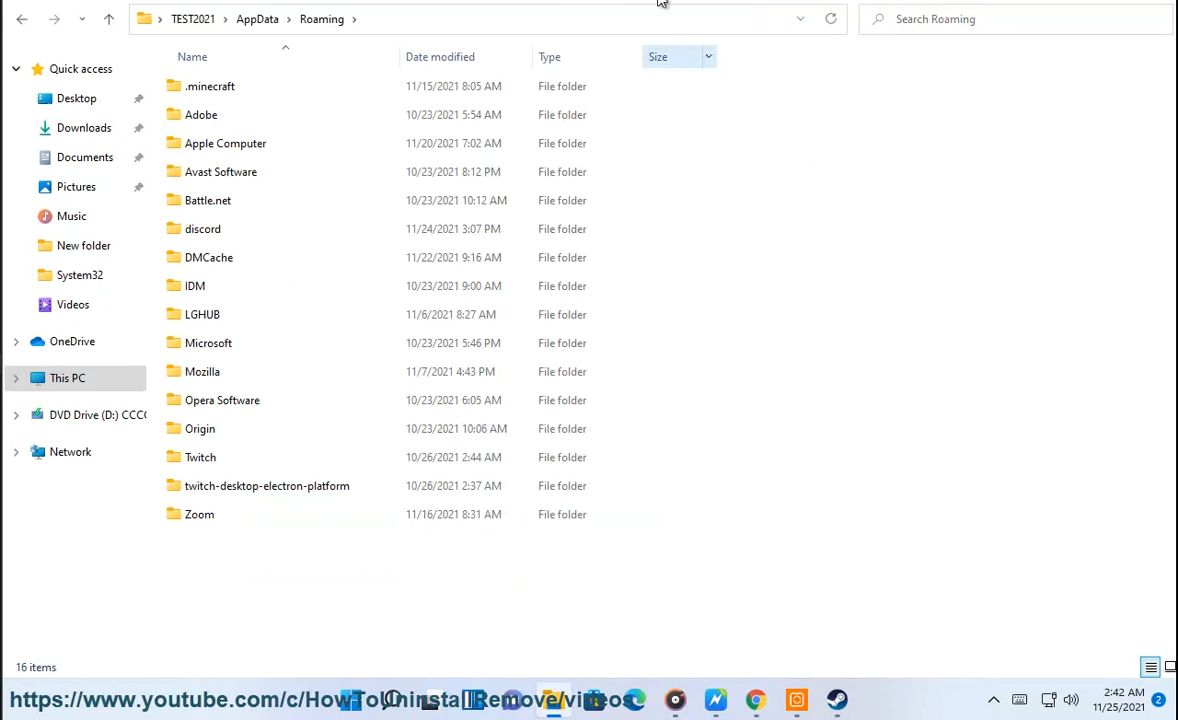 TEST2021 > AppData > Roaming >
Search Roaming
Name Date modified Type Size
Quick access
Desktop
Downloads
Documents
Pictures
Music
New folder
System32
Videos
OneDrive
This PC
DVD Drive (D:) CCC
Network
.minecraft 11/15/2021 8:05 AM File folder
Adobe 10/23/2021 5:54 AM File folder
Apple Computer 11/20/2021 7:02 AM File folder
Avast Software 10/23/2021 8:12 PM File folder
Battle.net 10/23/2021 10:12 AM File folder
discord 11/24/2021 3:07 PM File folder
DMCache 11/22/2021 9:16 AM File folder
IDM 10/23/2021 9:00 AM File folder
LGHUB 11/6/2021 8:27 AM File folder
Microsoft 10/23/2021 5:46 PM File folder
Mozilla 11/7/2021 4:43 PM File folder
Opera Software 10/23/2021 6:05 AM File folder
Origin 10/23/2021 10:06 AM File folder
Twitch 10/26/2021 2:44 AM File folder
twitch-desktop-electron-platform 10/26/2021 2:37 AM File folder
Zoom 11/16/2021 8:31 AM File folder
16 items
https://www.youtube.com/c/HowToUninstallRemove/videos
2:42 AM
11/25/2021
2